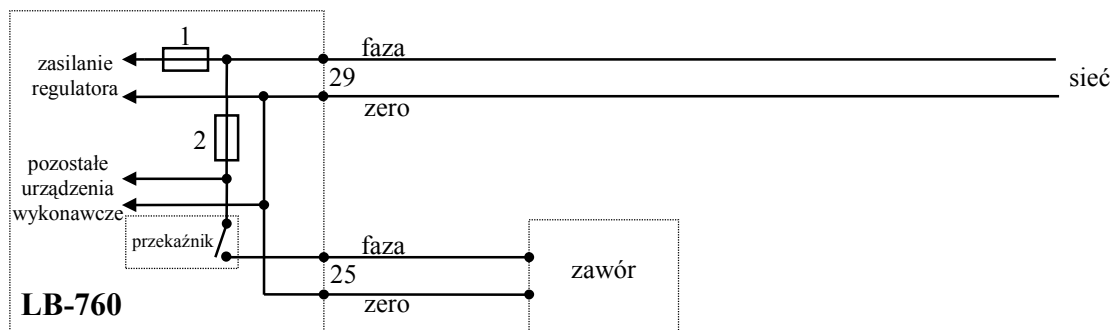 1
faza
zasilanie
regulatora
29
sieć
zero
2
pozostałe
urządzenia
wykonawcze
przekaźnik
faza
25
zawór
zero
LB-760